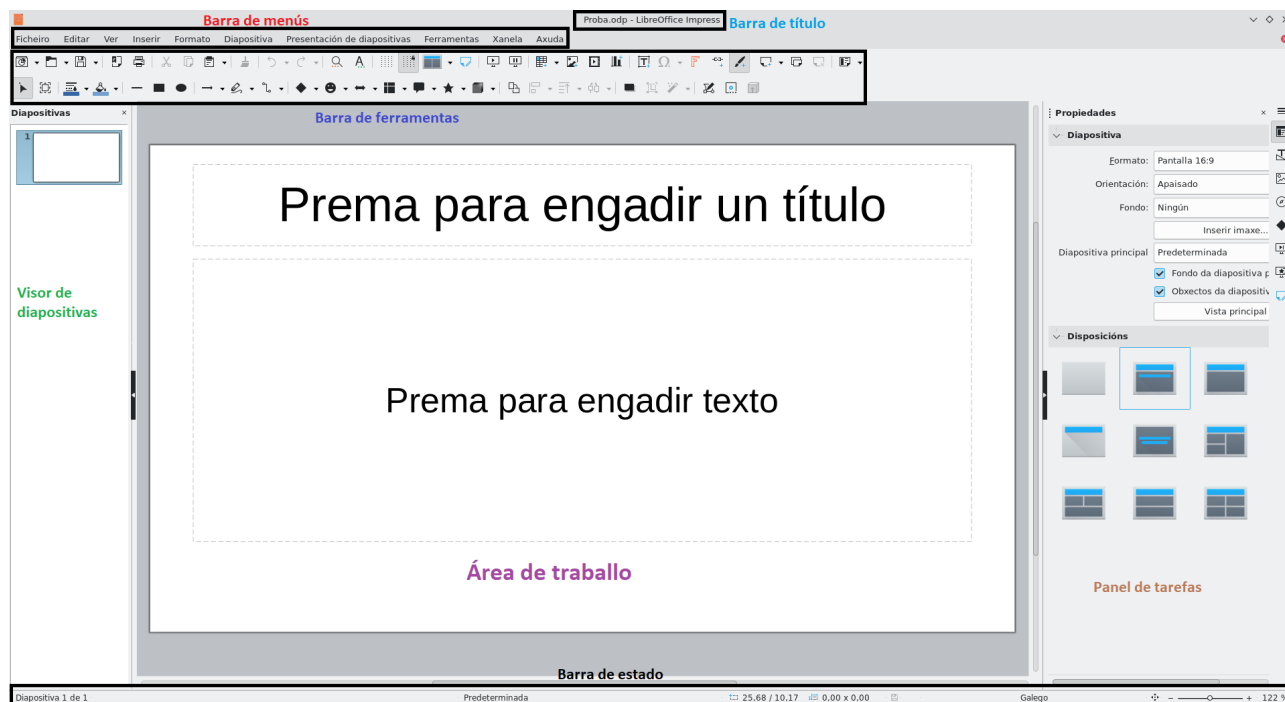 Barra de menús
Proba.odp - LibreOffice Impress
Barra de título
Ficheiro Editar Ver Inserir Formato Diapositiva Presentación de diapositivas Ferramentas Xanela Axuda
Barra de ferramentas
Diapositivas
1
Visor de
diapositivas
Prema para engadir un título
Prema para engadir texto
Área de traballo
Propiedades
Diapositiva
Formato: Pantalla 16:9
Orientación: Apaisado
Fondo: Ningún
Inserir imaxe...
Diapositiva principal Predeterminada
Fondo da diapositiva p
Obxectos da diapositiv
Vista principal
Disposicións
Panel de tarefas
Barra de estado
Diapositiva 1 de 1 Predeterminada 25,68 / 10,17 0,00 x 0,00 Galego 122 %